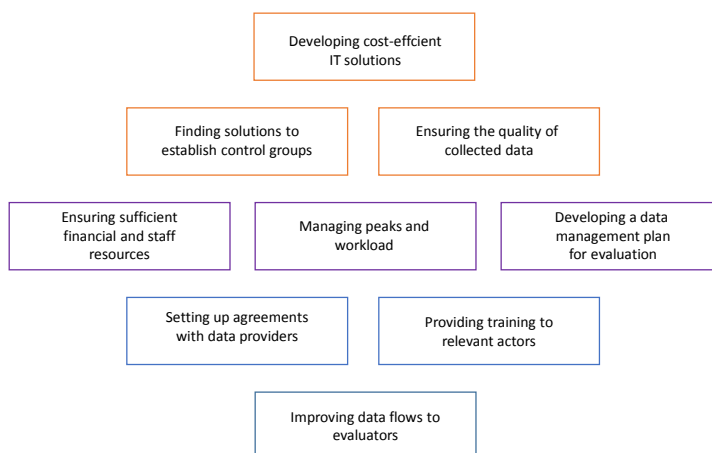 Developing cost-effcient
IT solutions
Finding solutions to
establish control groups
Ensuring the quality of
collected data
Ensuring sufficient
financial and staff
resources
Managing peaks and
workload
Developing a data
management plan
for evaluation
Setting up agreements
with data providers
Providing training to
relevant actors
Improving data flows to
evaluators